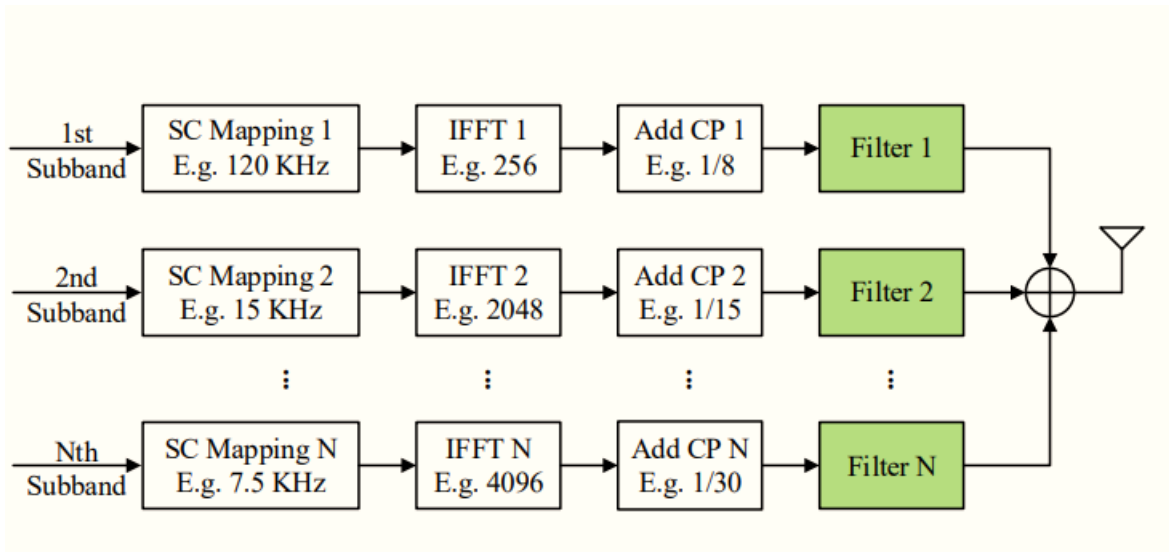 1st
Subband
SC Mapping 1
E.g. 120 KHz
IFFT 1
E.g. 256
Add CP 1
E.g. 1/8
Filter 1
2nd
Subband
SC Mapping 2
E.g. 15 KHz
IFFT 2
E.g. 2048
Add CP 2
E.g. 1/15
Filter 2
Nth
Subband
SC Mapping N
E.g. 7.5 KHz
IFFT N
E.g. 4096
Add CP N
E.g. 1/30
Filter N